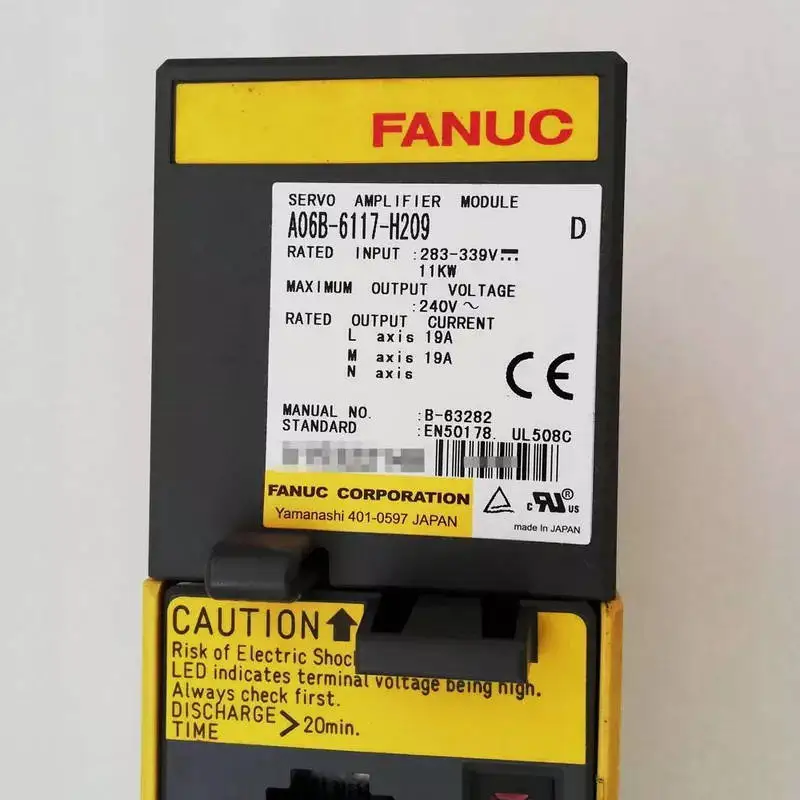 FANUC
SERVO AMPLIFIER MODULE
A06B-6117-H209 D
RATED INPUT :283-339V⎓
11KW
MAXIMUM OUTPUT VOLTAGE
:240V～
RATED OUTPUT CURRENT
L axis 19A
M axis 19A
N axis
CE
MANUAL NO. :B-63282
STANDARD :EN50178. UL508C
FANUC CORPORATION
Yamanashi 401-0597 JAPAN
c RU ® US
made in JAPAN
CAUTION
Risk of Electric Shock
LED indicates terminal voltage being high.
Always check first.
DISCHARGE
TIME >20min.